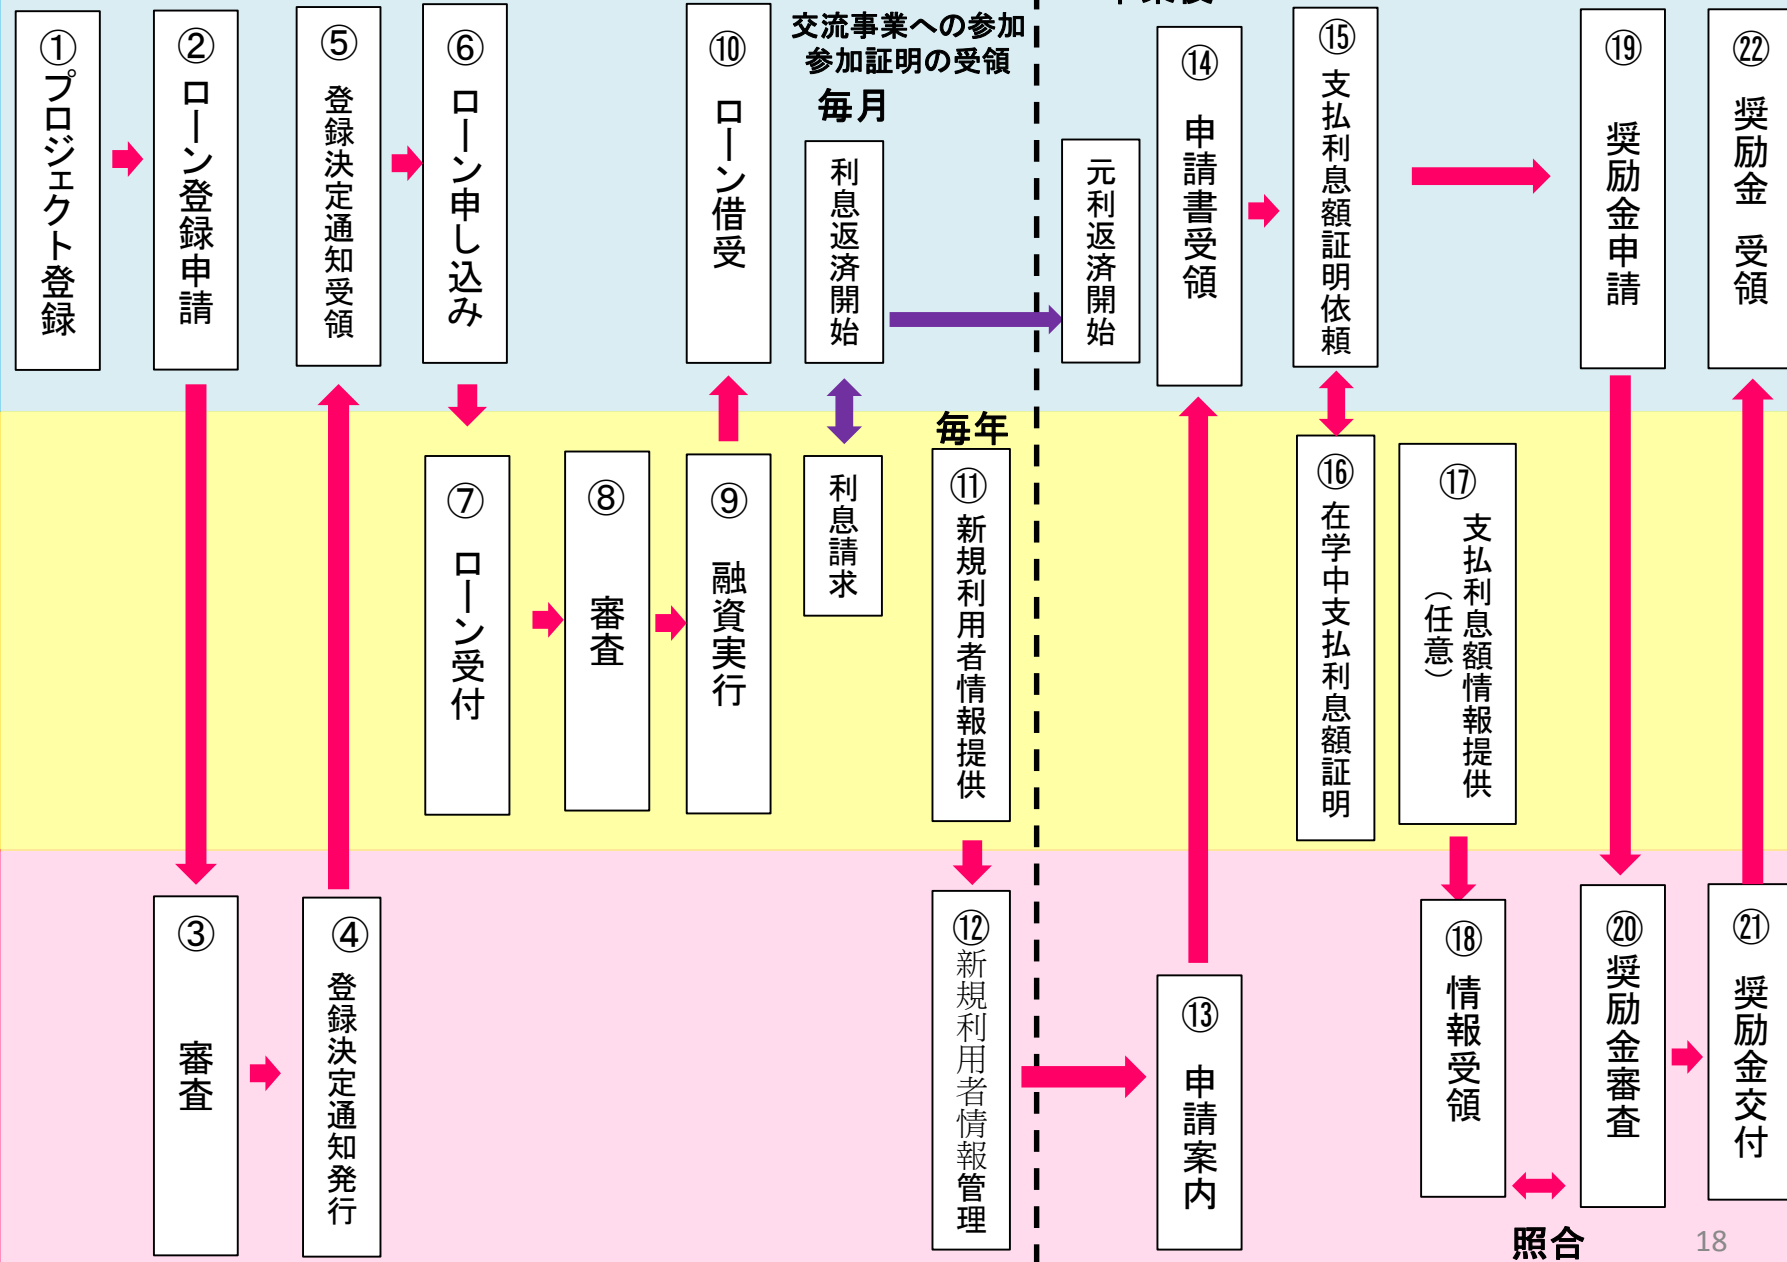 ①プロジェクト登録
②ローン登録申請
⑤登録決定通知受領
⑥ローン申し込み
⑩ローン借受
交流事業への参加
参加証明の受領
毎月
利息返済開始
元利返済開始
⑭申請書受領
⑮支払利息額証明依頼
⑲奨励金申請
㉒奨励金 受領
⑦ローン受付
⑧審査
⑨融資実行
利息請求
毎年
⑪新規利用者情報提供
⑯在学中支払利息額証明
⑰支払利息額情報提供
（任意）
③審査
④登録決定通知発行
⑫新規利用者情報管理
⑬申請案内
⑱情報受領
⑳奨励金審査
㉑奨励金交付
照合
18